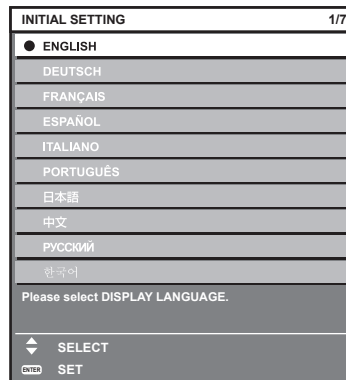 INITIAL SETTING 1/7
ENGLISH
DEUTSCH
FRANÇAIS
ESPAÑOL
ITALIANO
PORTUGUÊS
日本語
中文
РУССКИЙ
한국어
Please select DISPLAY LANGUAGE.
SELECT
ENTER SET